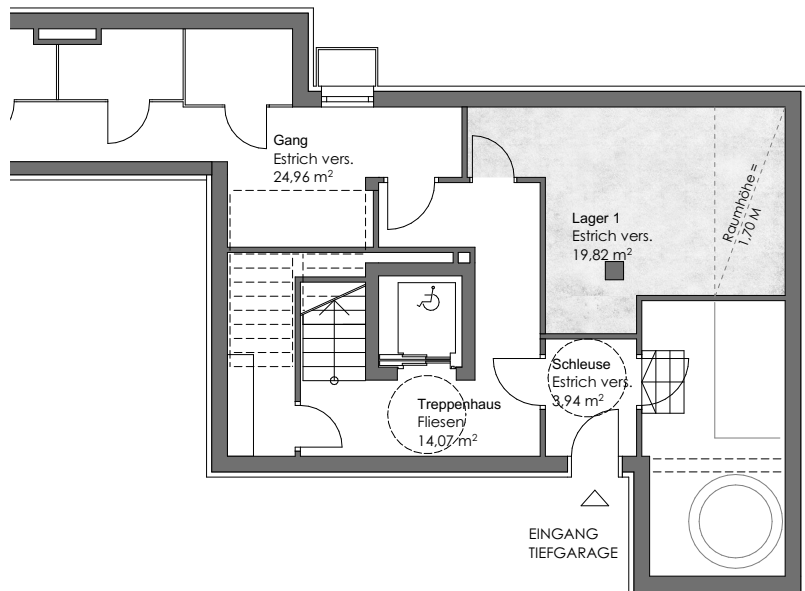 Gang
Estrich vers.
24,96 m²
Lager 1
Estrich vers.
19,82 m²
Raumhöhe =
1,70 M
Schleuse
Estrich vers.
3,94 m²
Treppenhaus
Fliesen
14,07 m²
EINGANG
TIEFGARAGE